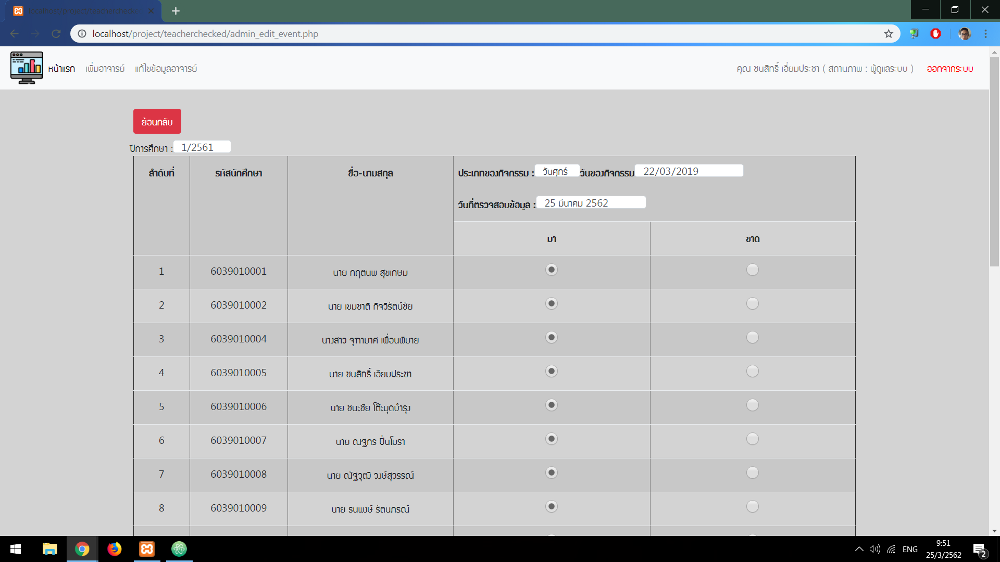 localhost/project/teacherchecke
localhost/project/teacherchecked/admin_edit_event.php
หน้าแรก เพิ่มอาจารย์ แก้ไขข้อมูลอาจารย์ คุณ ชนสิทธิ์ เอี่ยมประชา ( สถานภาพ : ผู้ดูแลระบบ ) ออกจากระบบ
ย้อนกลับ
ปีการศึกษา : 1/2561
ลำดับที่ รหัสนักศึกษา ชื่อ-นามสกุล ประเภทของกิจกรรม : วันศุกร์ วันของกิจกรรม 22/03/2019
วันที่ตรวจสอบข้อมูล : 25 มีนาคม 2562
มา ขาด
1 6039010001 นาย กฤตนพ สุขเกษม
2 6039010002 นาย เขมชาติ กิจวิรัตน์ชัย
3 6039010004 นางสาว จุฑามาศ เพื่อนพิมาย
4 6039010005 นาย ชนสิทธิ์ เอียมประชา
5 6039010006 นาย ชนะชัย โต๊ะมุดบำรุง
6 6039010007 นาย ณฐกร ปิ่นโมรา
7 6039010008 นาย ณัฐวุฒิ วงษ์สุวรรณ์
8 6039010009 นาย ธนพงษ์ รัตนภรณ์
ENG 9:51
25/3/2562 2